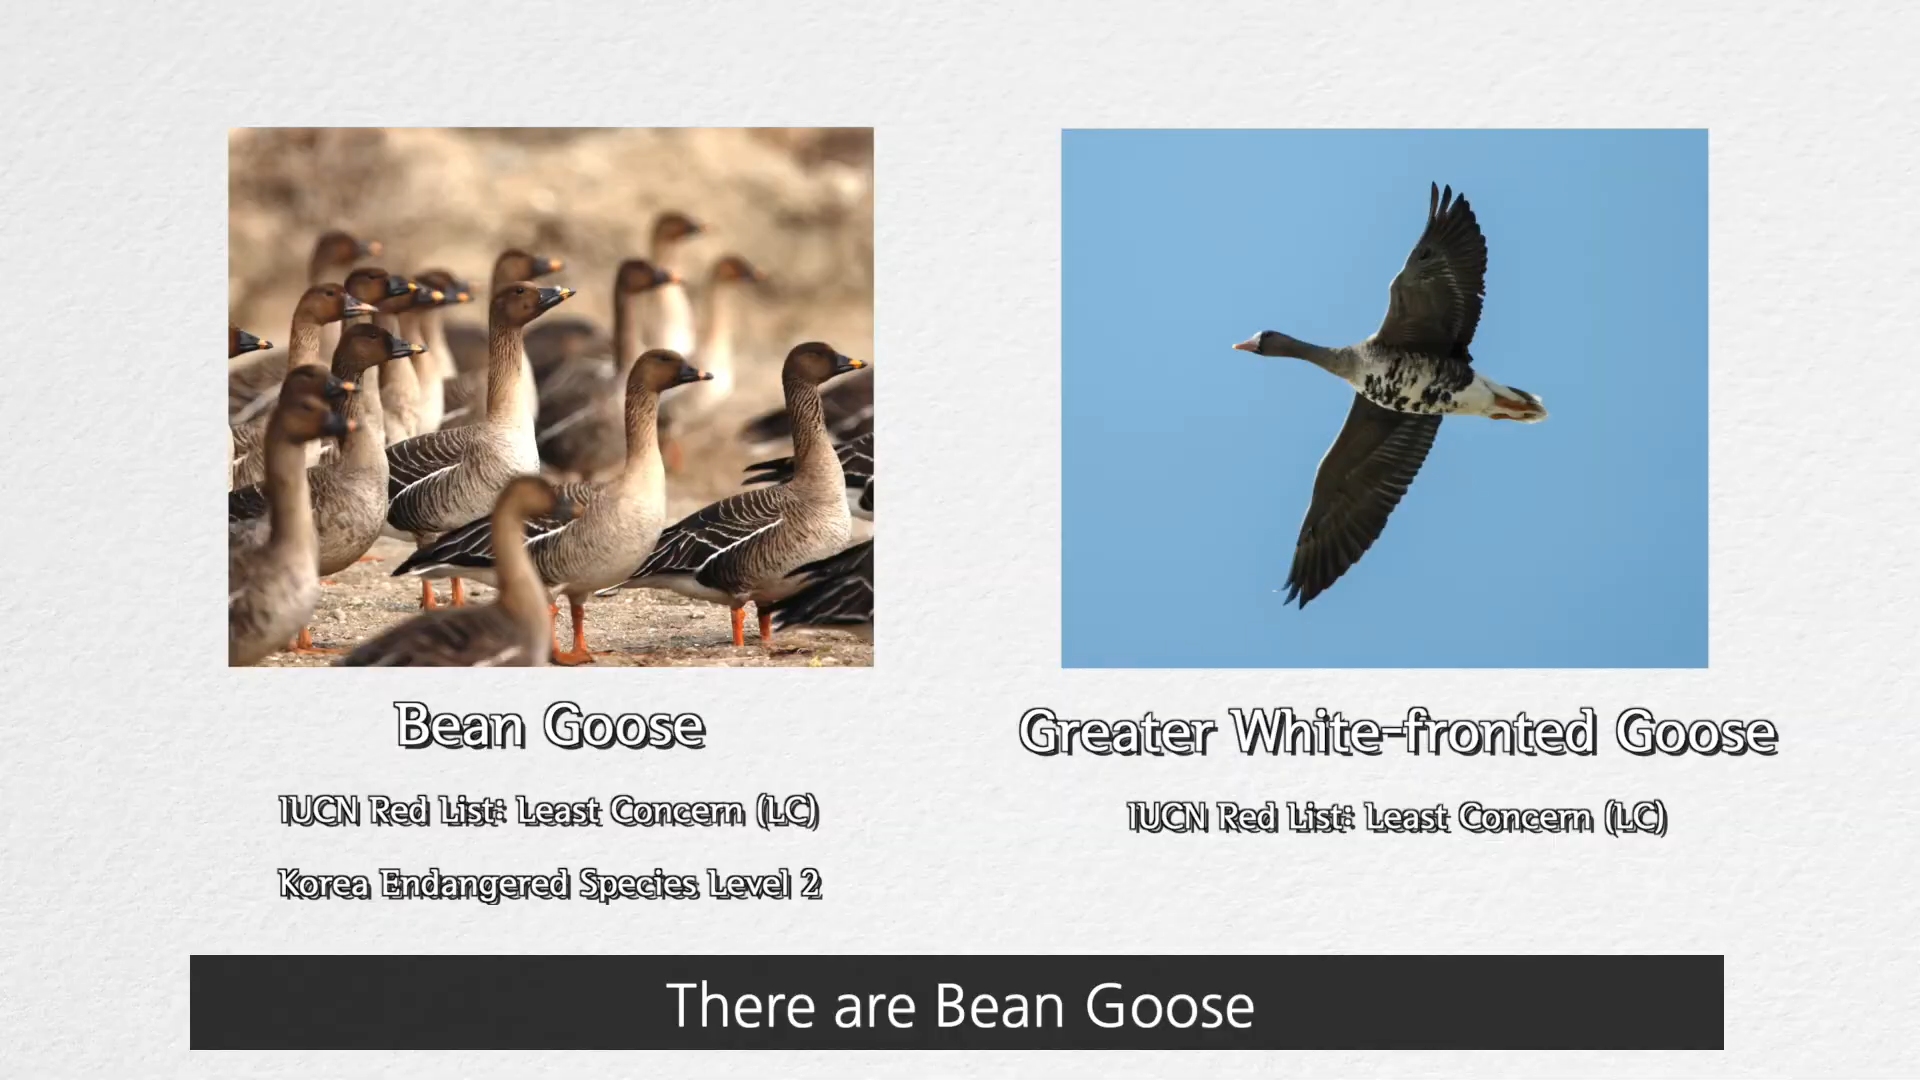 Bean Goose
IUCN Red List: Least Concern (LC)
Korea Endangered Species Level 2
Greater White-fronted Goose
IUCN Red List: Least Concern (LC)
There are Bean Goose